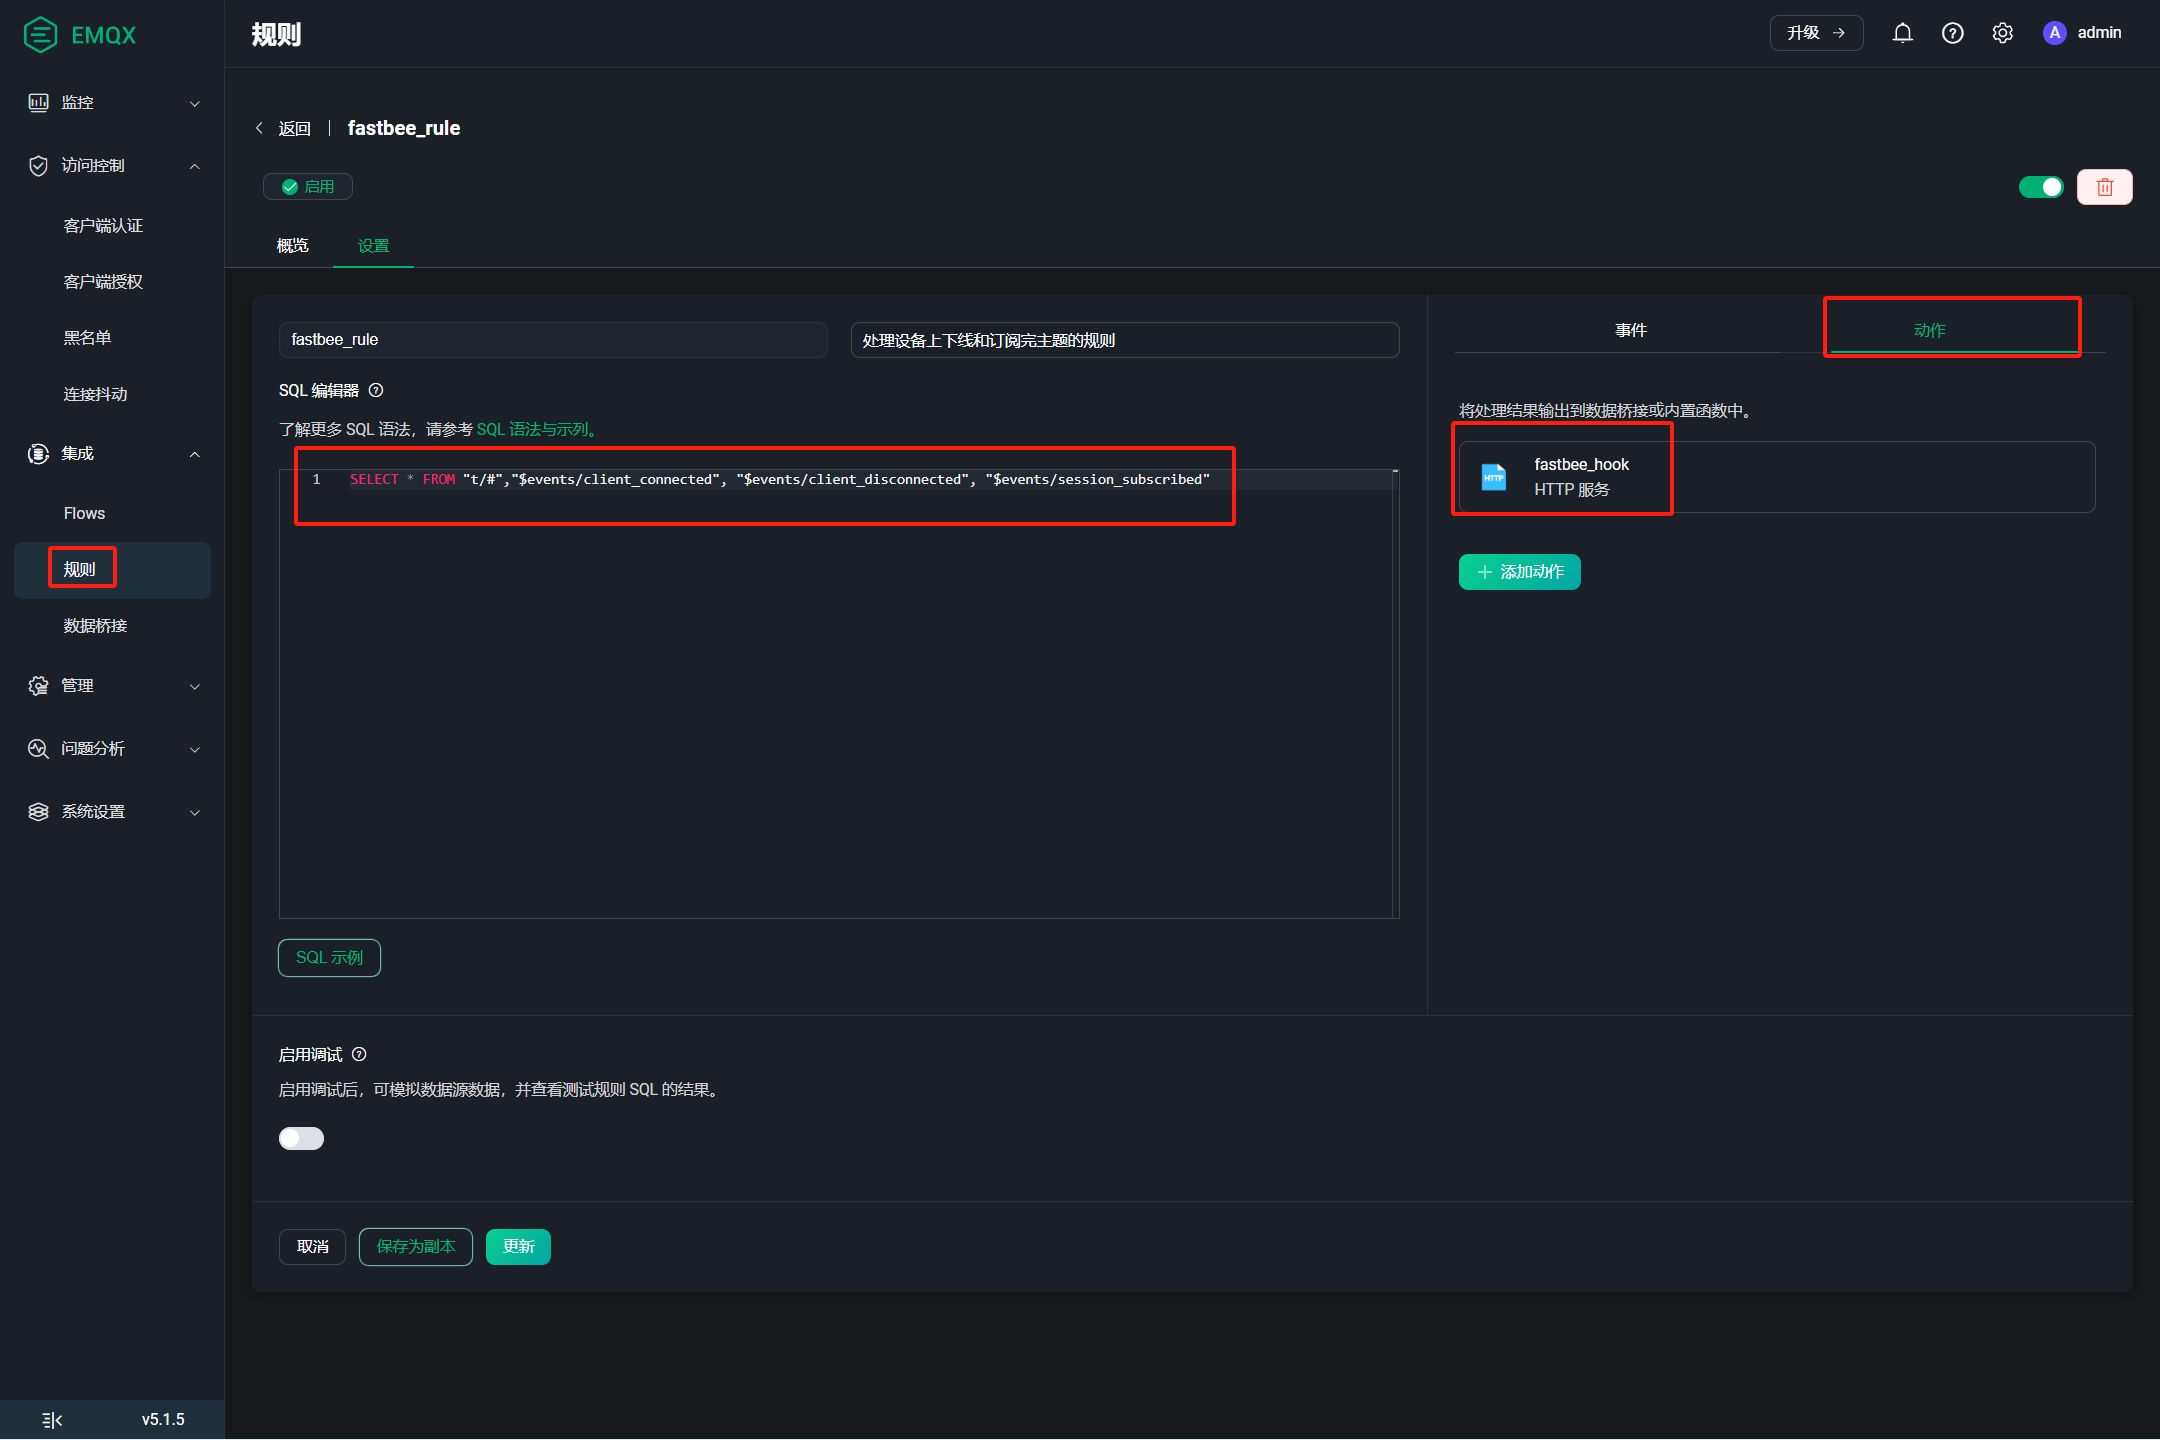 EMQX
规则
升级 →
A admin
监控
访问控制
客户端认证
客户端授权
黑名单
连接抖动
集成
Flows
规则
数据桥接
管理
问题分析
系统设置
v5.1.5
返回 | fastbee_rule
启用
概览 设置
fastbee_rule
处理设备上下线和订阅完主题的规则
SQL 编辑器
了解更多 SQL 语法，请参考 SQL 语法与示列。
1 SELECT * FROM "t/#","$events/client_connected", "$events/client_disconnected", "$events/session_subscribed"
SQL 示例
事件 动作
将处理结果输出到数据桥接或内置函数中。
HTTP
fastbee_hook
HTTP 服务
+ 添加动作
启用调试
启用调试后，可模拟数据源数据，并查看测试规则 SQL 的结果。
取消 保存为副本 更新